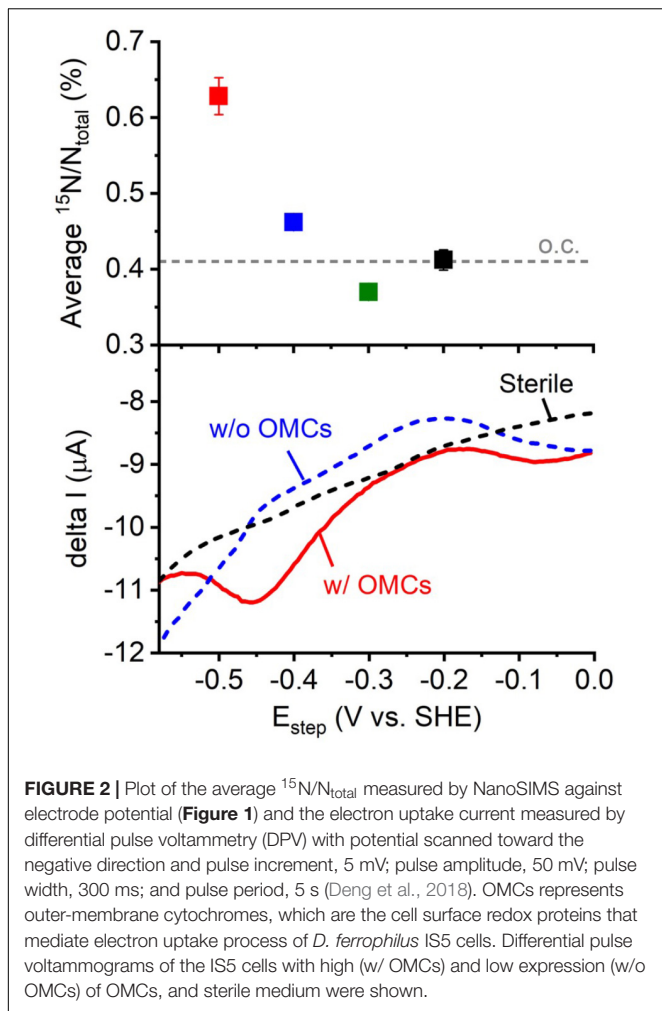 0.7
0.6
0.5
0.4
0.3
Average ¹⁵N/N_total (%)
o.c.
-8
-9
-10
-11
-12
delta I (μA)
Sterile
w/o OMCs
w/ OMCs
-0.5 -0.4 -0.3 -0.2 -0.1 0.0
E_step (V vs. SHE)
FIGURE 2 | Plot of the average ¹⁵N/N_total measured by NanoSIMS against
electrode potential (Figure 1) and the electron uptake current measured by
differential pulse voltammetry (DPV) with potential scanned toward the
negative direction and pulse increment, 5 mV; pulse amplitude, 50 mV; pulse
width, 300 ms; and pulse period, 5 s (Deng et al., 2018). OMCs represents
outer-membrane cytochromes, which are the cell surface redox proteins that
mediate electron uptake process of D. ferrophilus IS5 cells. Differential pulse
voltammograms of the IS5 cells with high (w/ OMCs) and low expression (w/o
OMCs) of OMCs, and sterile medium were shown.